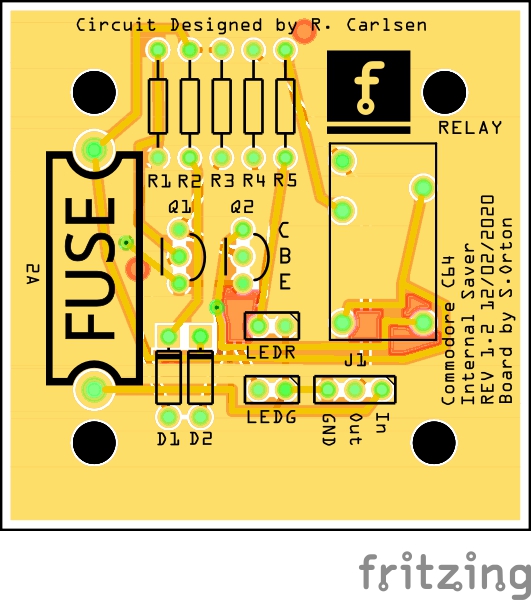 Circuit Designed by R. Carlsen
f
RELAY
R1 R2 R3 R4 R5
Q1 Q2
C
B
E
FUSE
2A
LEDR
J1
LEDG
GND
Out
In
D1 D2
Commodore C64
Internal Saver
REV 1.2 12/02/2020
Board by S.Orton
fritzing